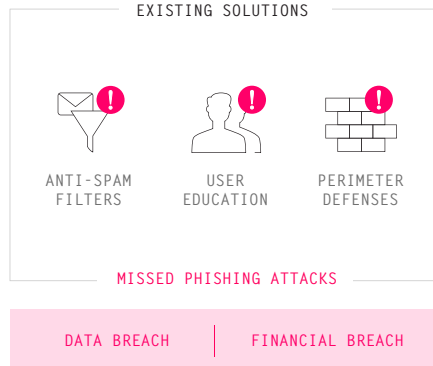 EXISTING SOLUTIONS
ANTI-SPAM FILTERS
USER EDUCATION
PERIMETER DEFENSES
MISSED PHISHING ATTACKS
DATA BREACH
FINANCIAL BREACH